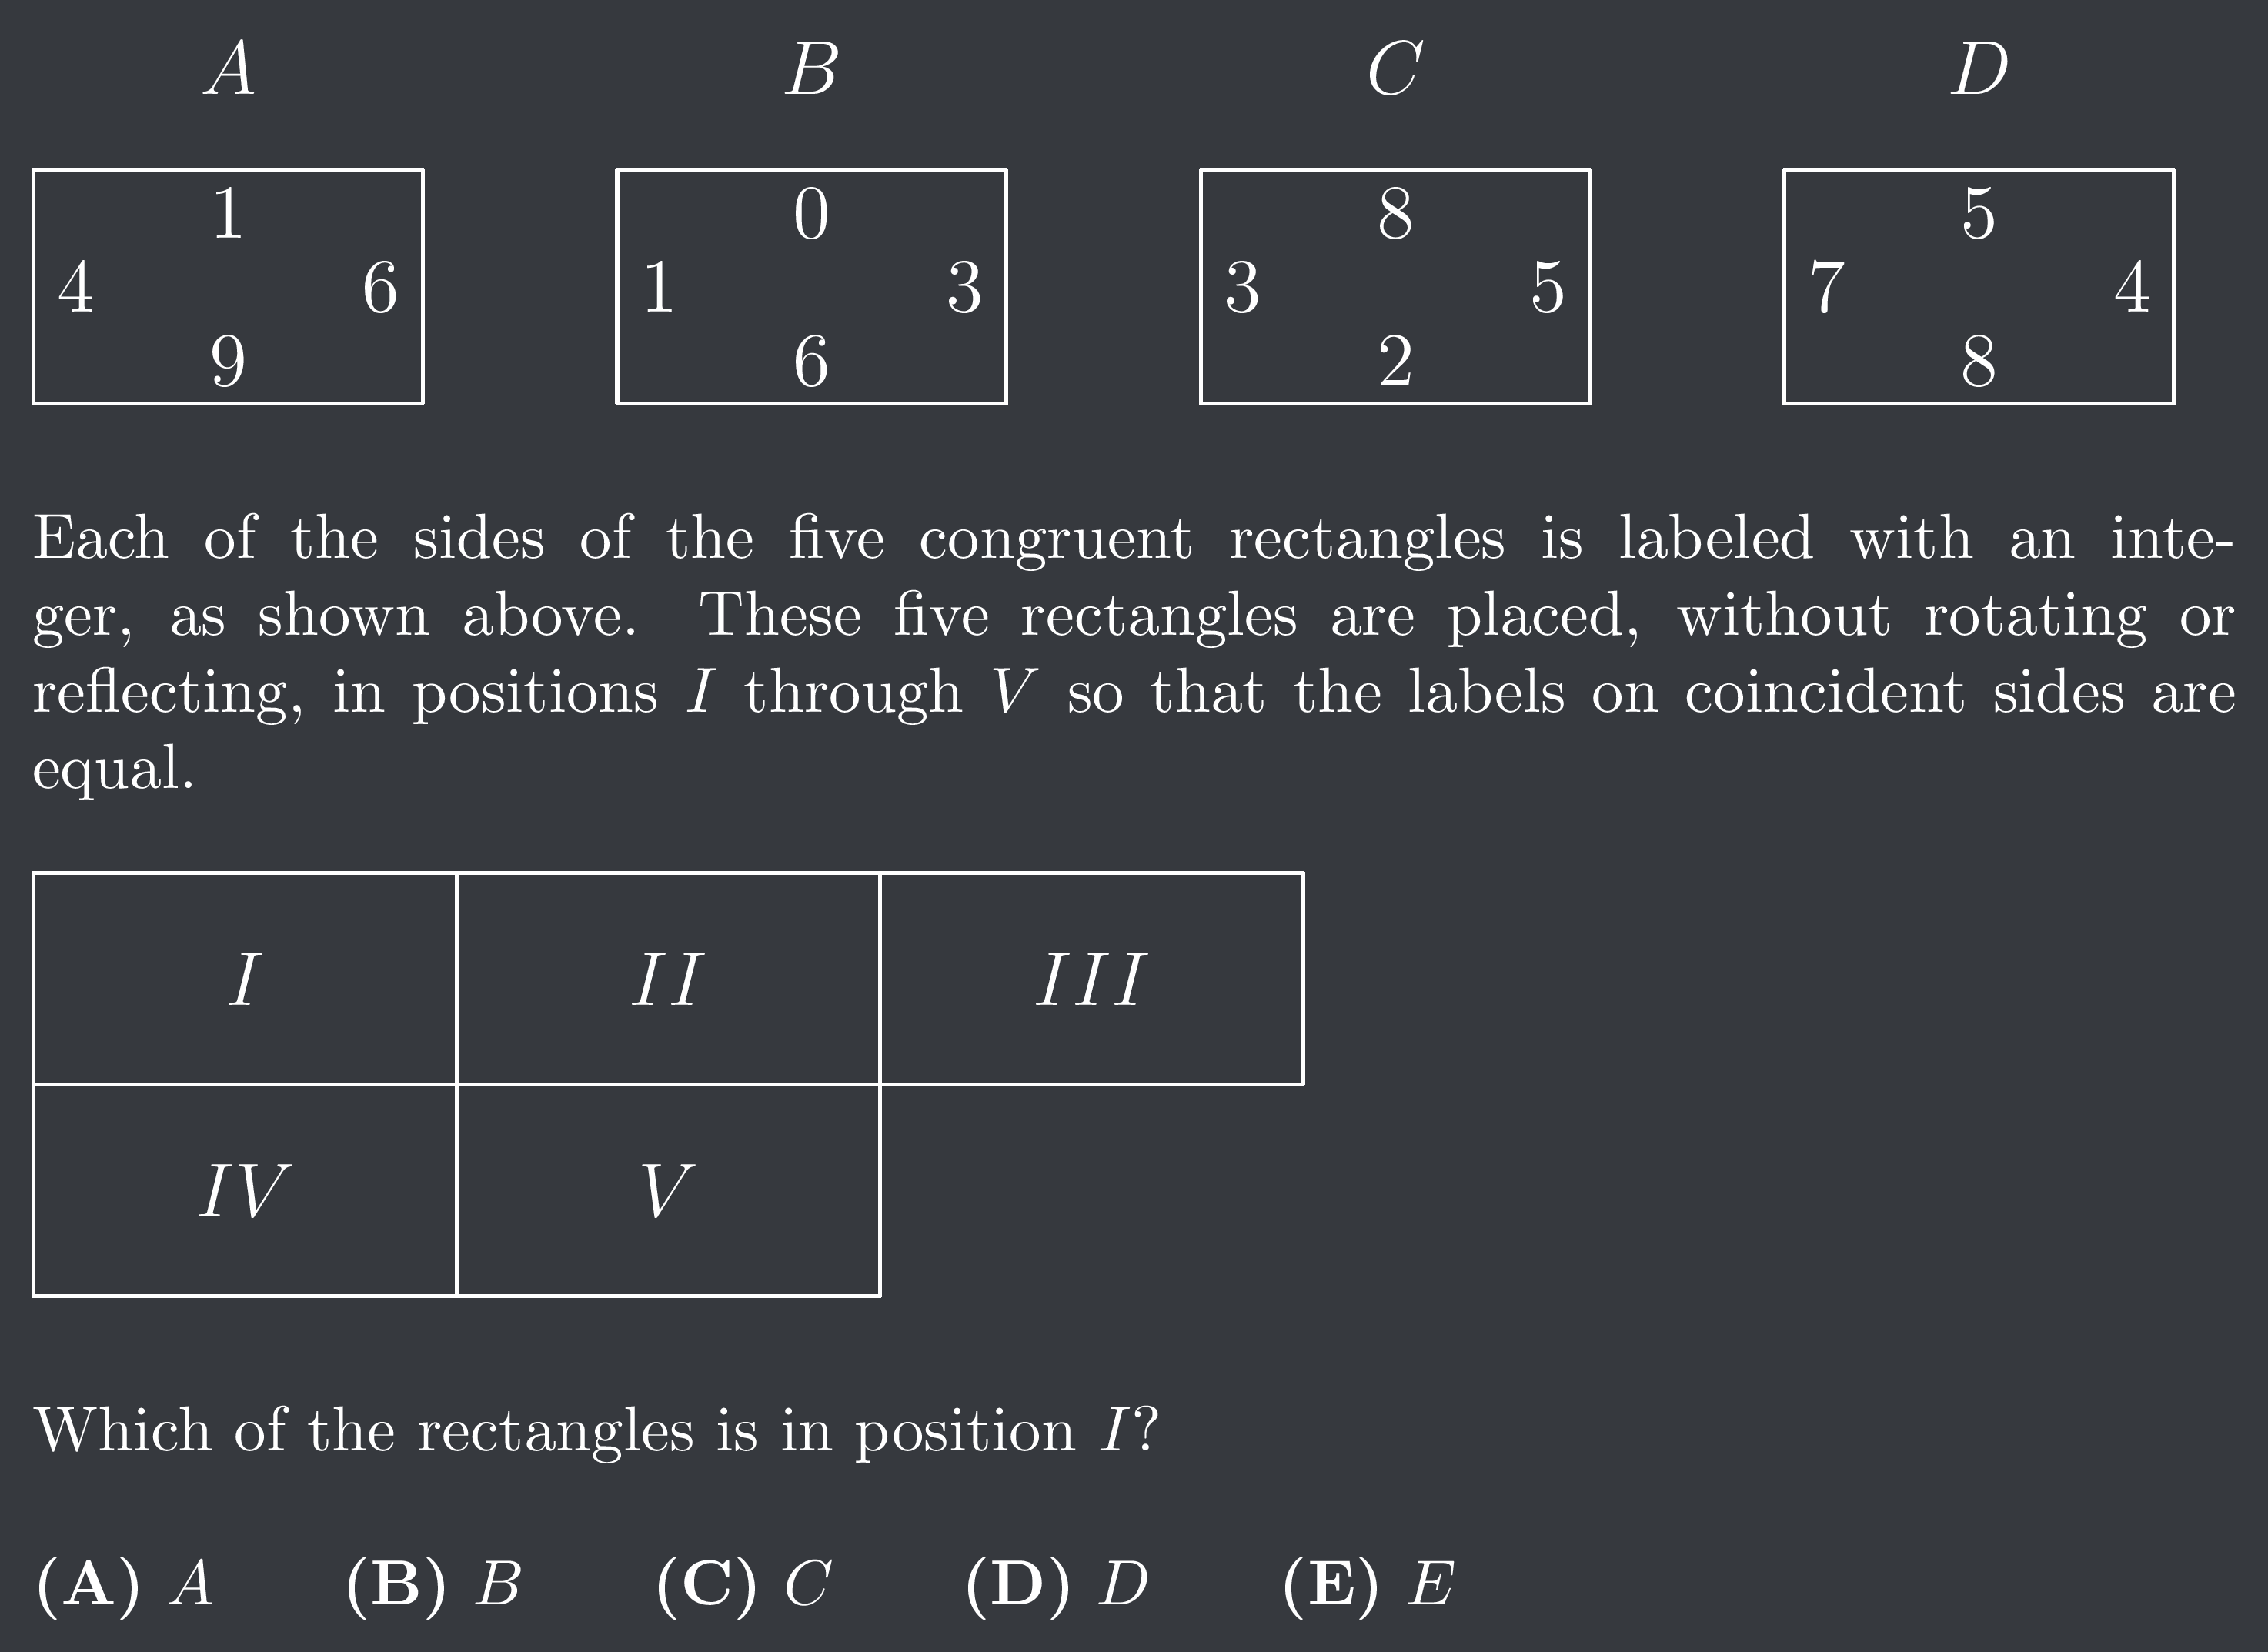 A B C D
1 0 8 5
4 6 1 3 3 5 7 4
9 6 2 8
Each of the sides of the five congruent rectangles is labeled with an inte-
ger, as shown above. These five rectangles are placed, without rotating or
reflecting, in positions I through V so that the labels on coincident sides are
equal.
I II III
IV V
Which of the rectangles is in position I?
(A) A (B) B (C) C (D) D (E) E